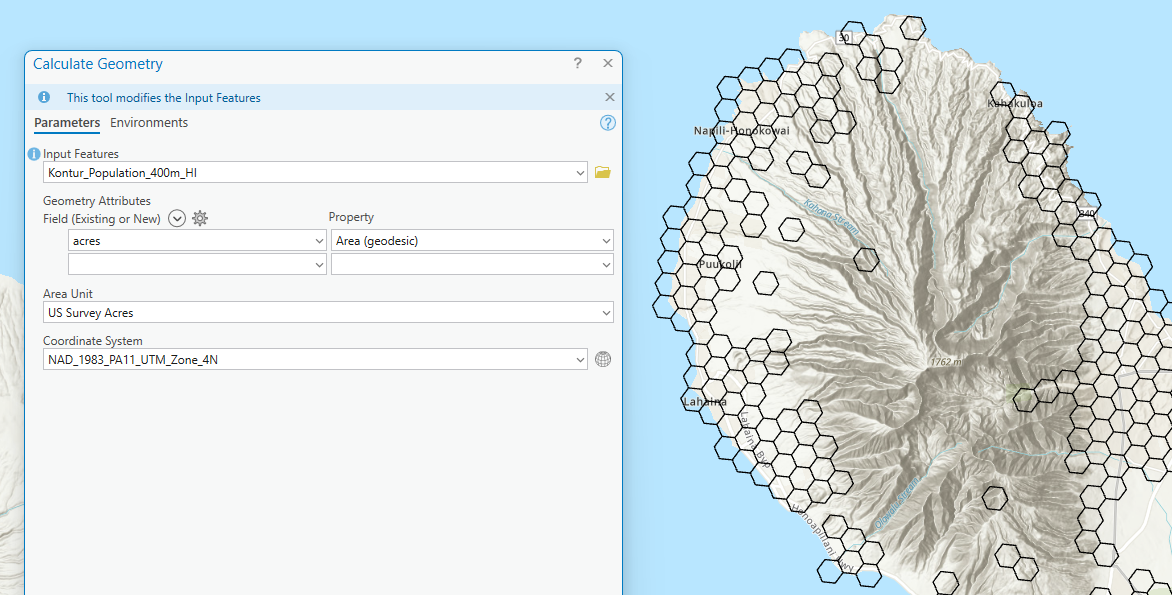 Calculate Geometry
?
This tool modifies the Input Features
Parameters Environments
Input Features
Kontur_Population_400m_HI
Geometry Attributes
Field (Existing or New) Property
acres Area (geodesic)
Area Unit
US Survey Acres
Coordinate System
NAD_1983_PA11_UTM_Zone_4N
30
Kahakuloa
Napili-Honokowai
340
Kahana Stream
Puukolii
1762 m
Lahaina
Lahaina Byp
Olowalu Stream
Honoapiilani Hwy